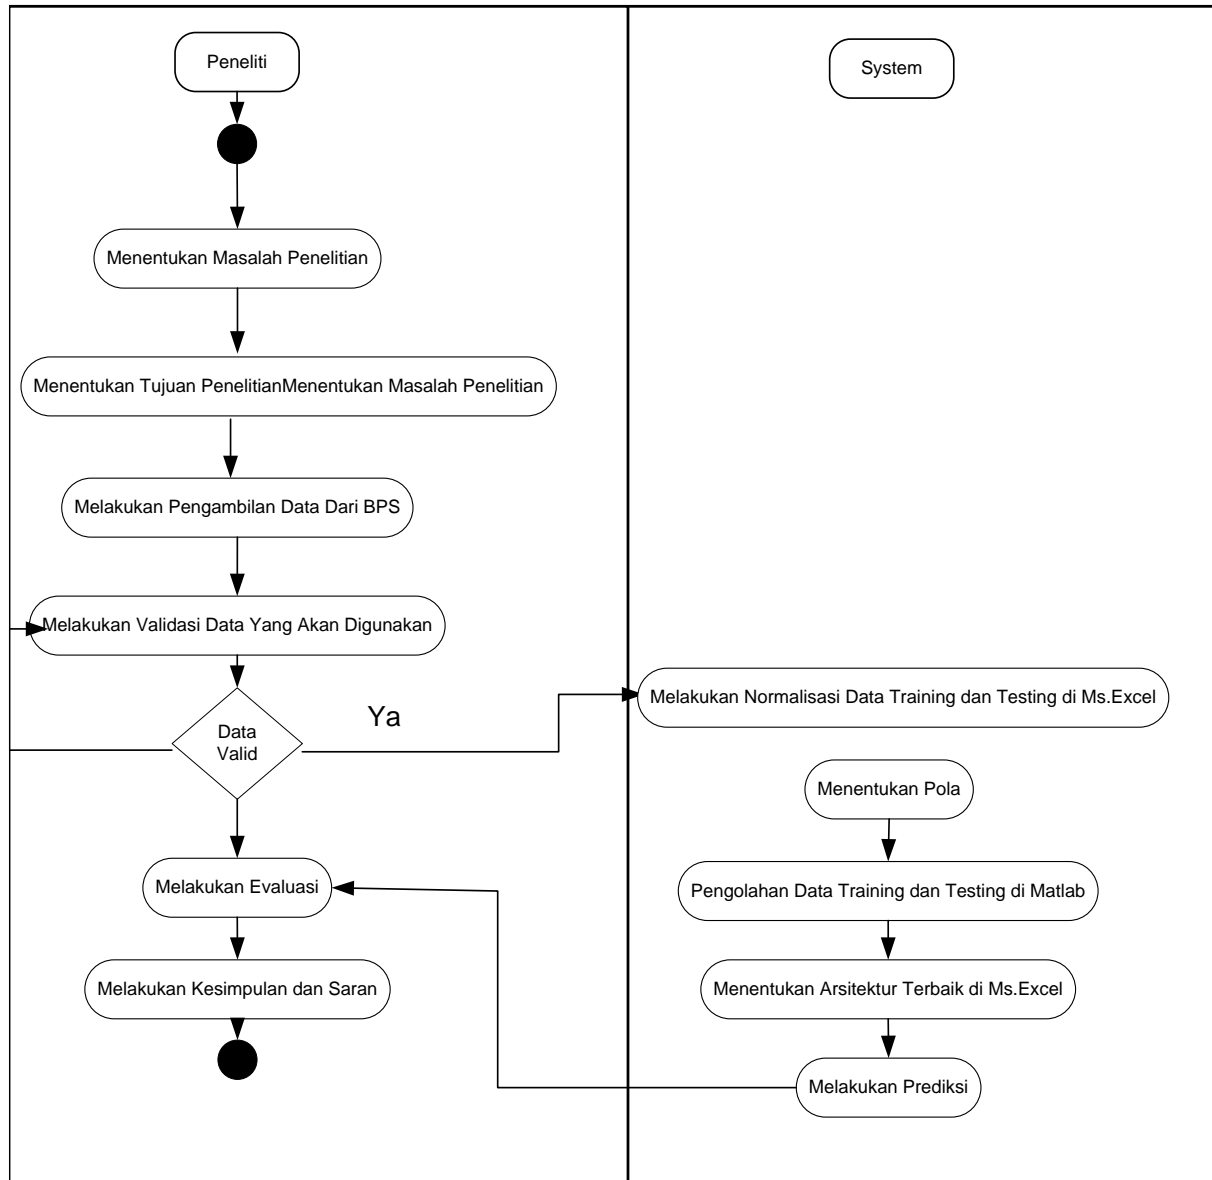 Peneliti
System
Menentukan Masalah Penelitian
Menentukan Tujuan PenelitianMenentukan Masalah Penelitian
Melakukan Pengambilan Data Dari BPS
Melakukan Validasi Data Yang Akan Digunakan
Data
Valid
Ya
Melakukan Normalisasi Data Training dan Testing di Ms.Excel
Menentukan Pola
Pengolahan Data Training dan Testing di Matlab
Menentukan Arsitektur Terbaik di Ms.Excel
Melakukan Prediksi
Melakukan Evaluasi
Melakukan Kesimpulan dan Saran